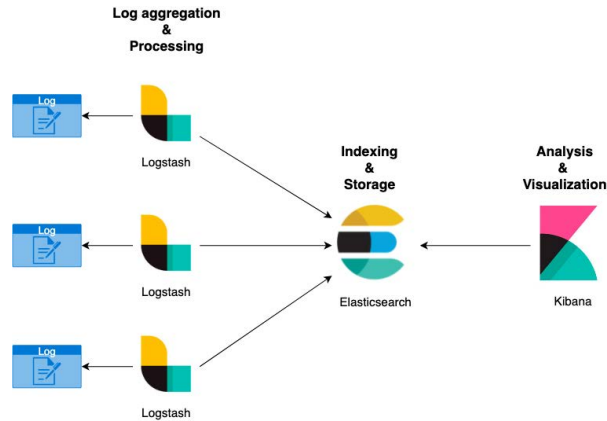 Log aggregation
&
Processing
Log
Logstash
Indexing
&
Storage
Analysis
&
Visualization
Log
Logstash
Elasticsearch
Kibana
Log
Logstash